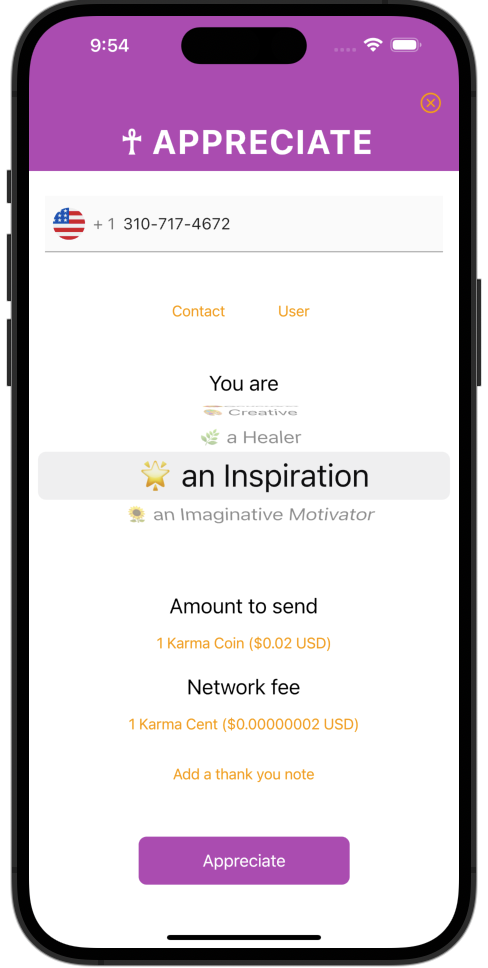 9:54
☥ APPRECIATE
+ 1 310-717-4672
Contact User
You are
Creative
a Healer
an Inspiration
an Imaginative Motivator
Amount to send
1 Karma Coin ($0.02 USD)
Network fee
1 Karma Cent ($0.00000002 USD)
Add a thank you note
Appreciate